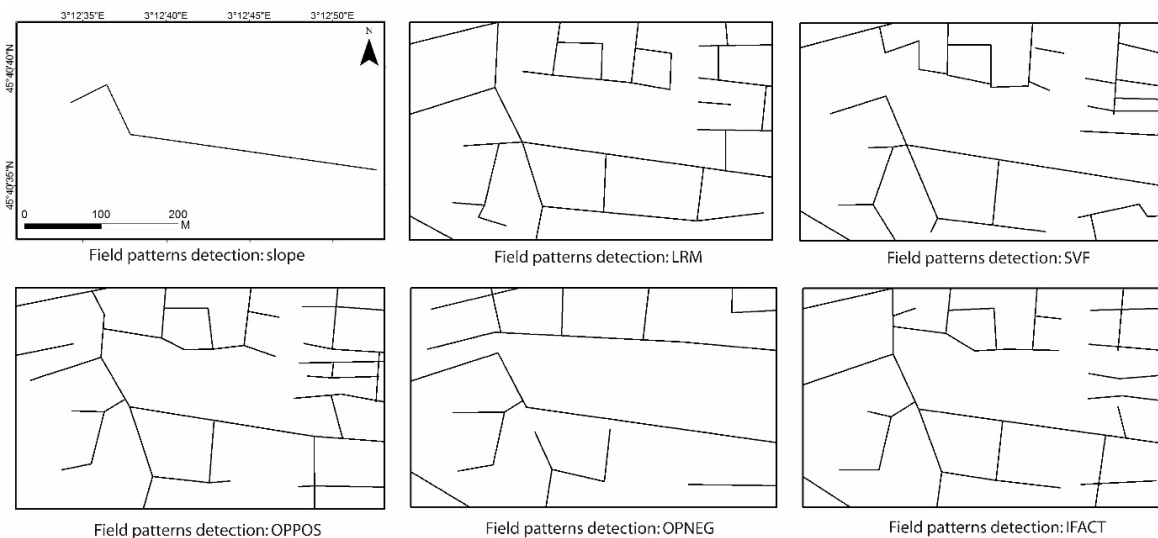 3°12'35"E 3°12'40"E 3°12'45"E 3°12'50"E
N
45°40'40"N
45°40'35"N
0 100 200
M
Field patterns detection: slope
Field patterns detection: LRM
Field patterns detection: SVF
Field patterns detection: OPPOS
Field patterns detection: OPNEG
Field patterns detection: IFACT